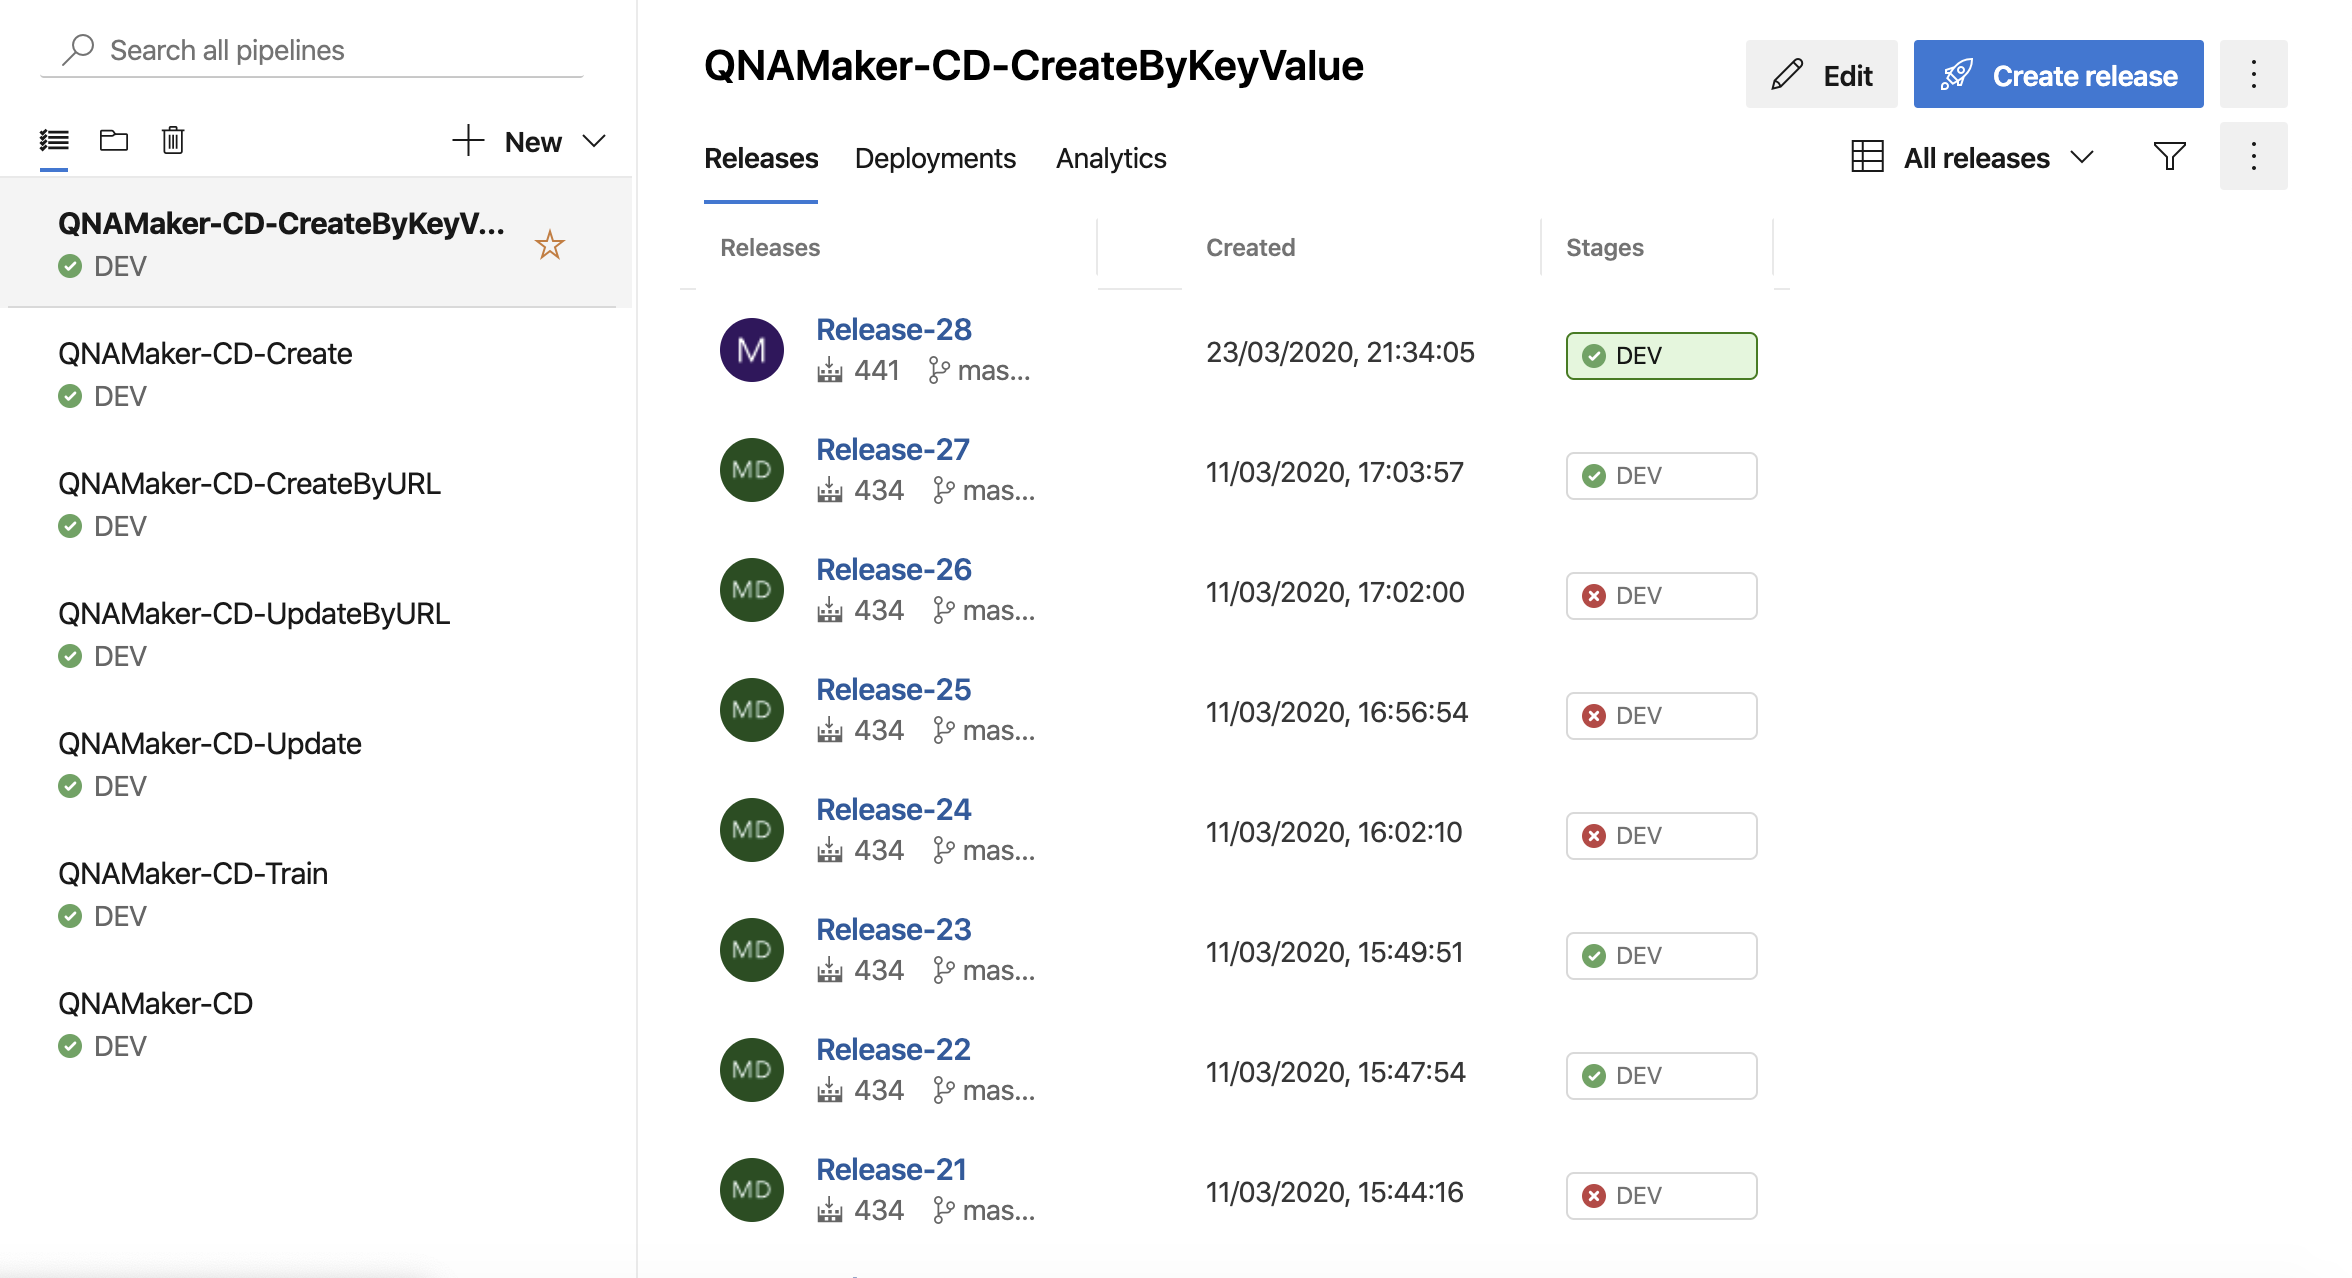 Search all pipelines
New
QNAMaker-CD-CreateByKeyV...
DEV
QNAMaker-CD-Create
DEV
QNAMaker-CD-CreateByURL
DEV
QNAMaker-CD-UpdateByURL
DEV
QNAMaker-CD-Update
DEV
QNAMaker-CD-Train
DEV
QNAMaker-CD
DEV
QNAMaker-CD-CreateByKeyValue
Edit
Create release
Releases Deployments Analytics
All releases
Releases Created Stages
M Release-28 23/03/2020, 21:34:05 DEV
441 mas...
MD Release-27 11/03/2020, 17:03:57 DEV
434 mas...
MD Release-26 11/03/2020, 17:02:00 DEV
434 mas...
MD Release-25 11/03/2020, 16:56:54 DEV
434 mas...
MD Release-24 11/03/2020, 16:02:10 DEV
434 mas...
MD Release-23 11/03/2020, 15:49:51 DEV
434 mas...
MD Release-22 11/03/2020, 15:47:54 DEV
434 mas...
MD Release-21 11/03/2020, 15:44:16 DEV
434 mas...